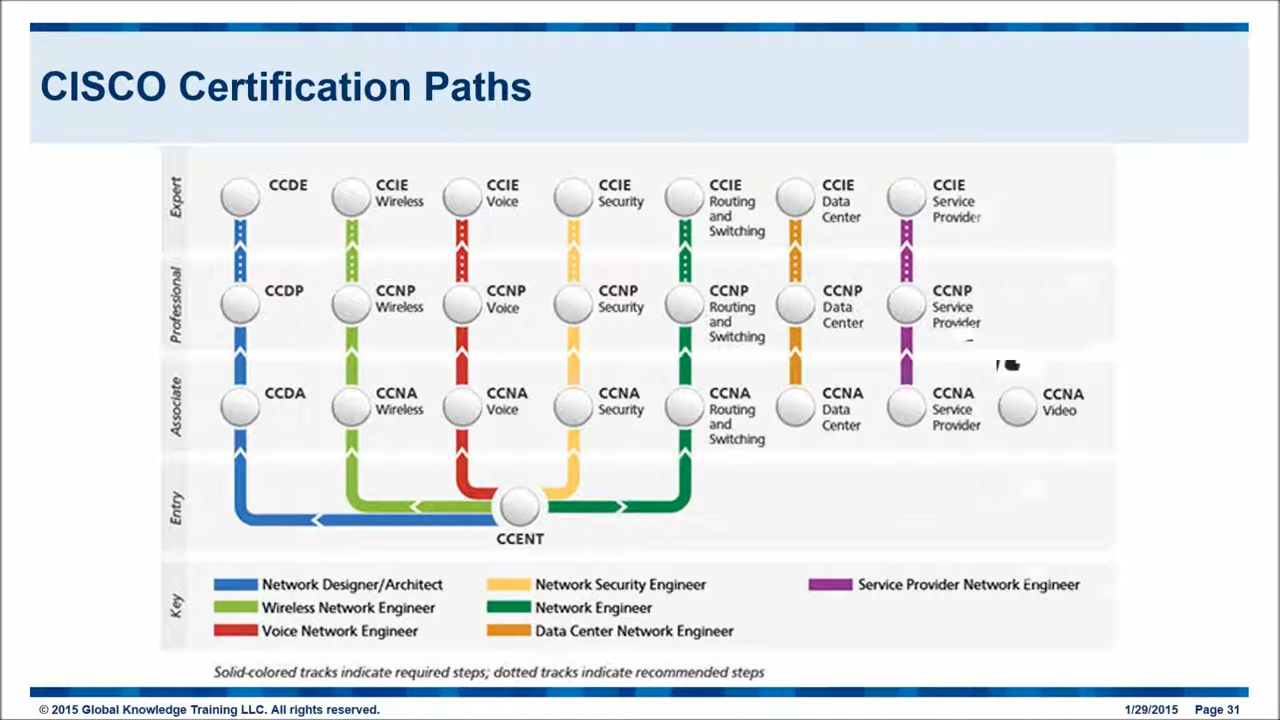 CISCO Certification Paths
Expert
CCDE
CCIE
Wireless
CCIE
Voice
CCIE
Security
CCIE
Routing
and
Switching
CCIE
Data
Center
CCIE
Service
Provider
Professional
CCDP
CCNP
Wireless
CCNP
Voice
CCNP
Security
CCNP
Routing
and
Switching
CCNP
Data
Center
CCNP
Service
Provider
Associate
CCDA
CCNA
Wireless
CCNA
Voice
CCNA
Security
CCNA
Routing
and
Switching
CCNA
Data
Center
CCNA
Service
Provider
CCNA
Video
Entry
CCENT
Key
Network Designer/Architect
Wireless Network Engineer
Voice Network Engineer
Network Security Engineer
Network Engineer
Data Center Network Engineer
Service Provider Network Engineer
Solid-colored tracks indicate required steps; dotted tracks indicate recommended steps
© 2015 Global Knowledge Training LLC. All rights reserved.
1/29/2015 Page 31